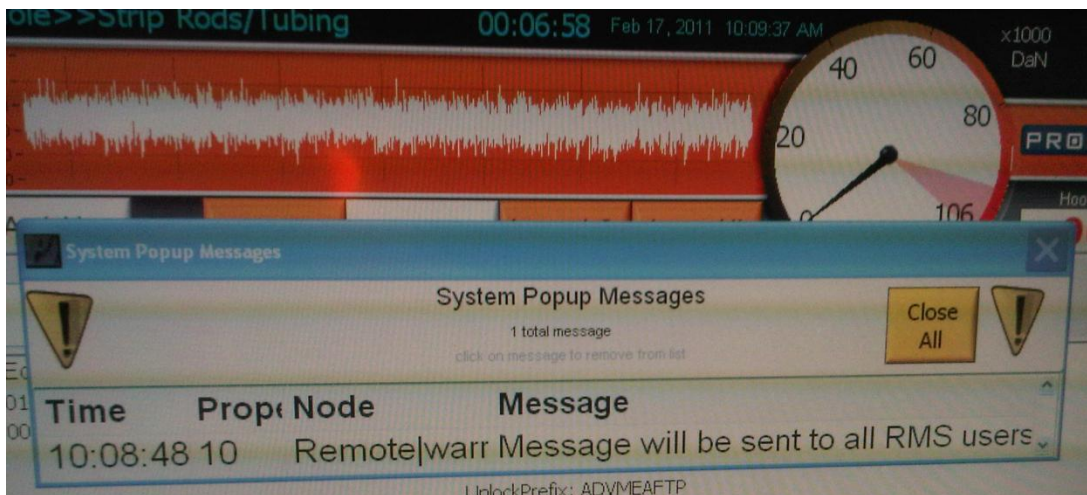 ole>>Strip Rods/Tubing 00:06:58 Feb 17, 2011 10:09:37 AM
x1000
DaN
40 60
20 80
0 106
PRO
Hoo
System Popup Messages
System Popup Messages
1 total message
click on message to remove from list
Close
All
Time Prope Node Message
10:08:48 10 Remote|warr Message will be sent to all RMS users
UnlockPrefix: ADVMEAFTP